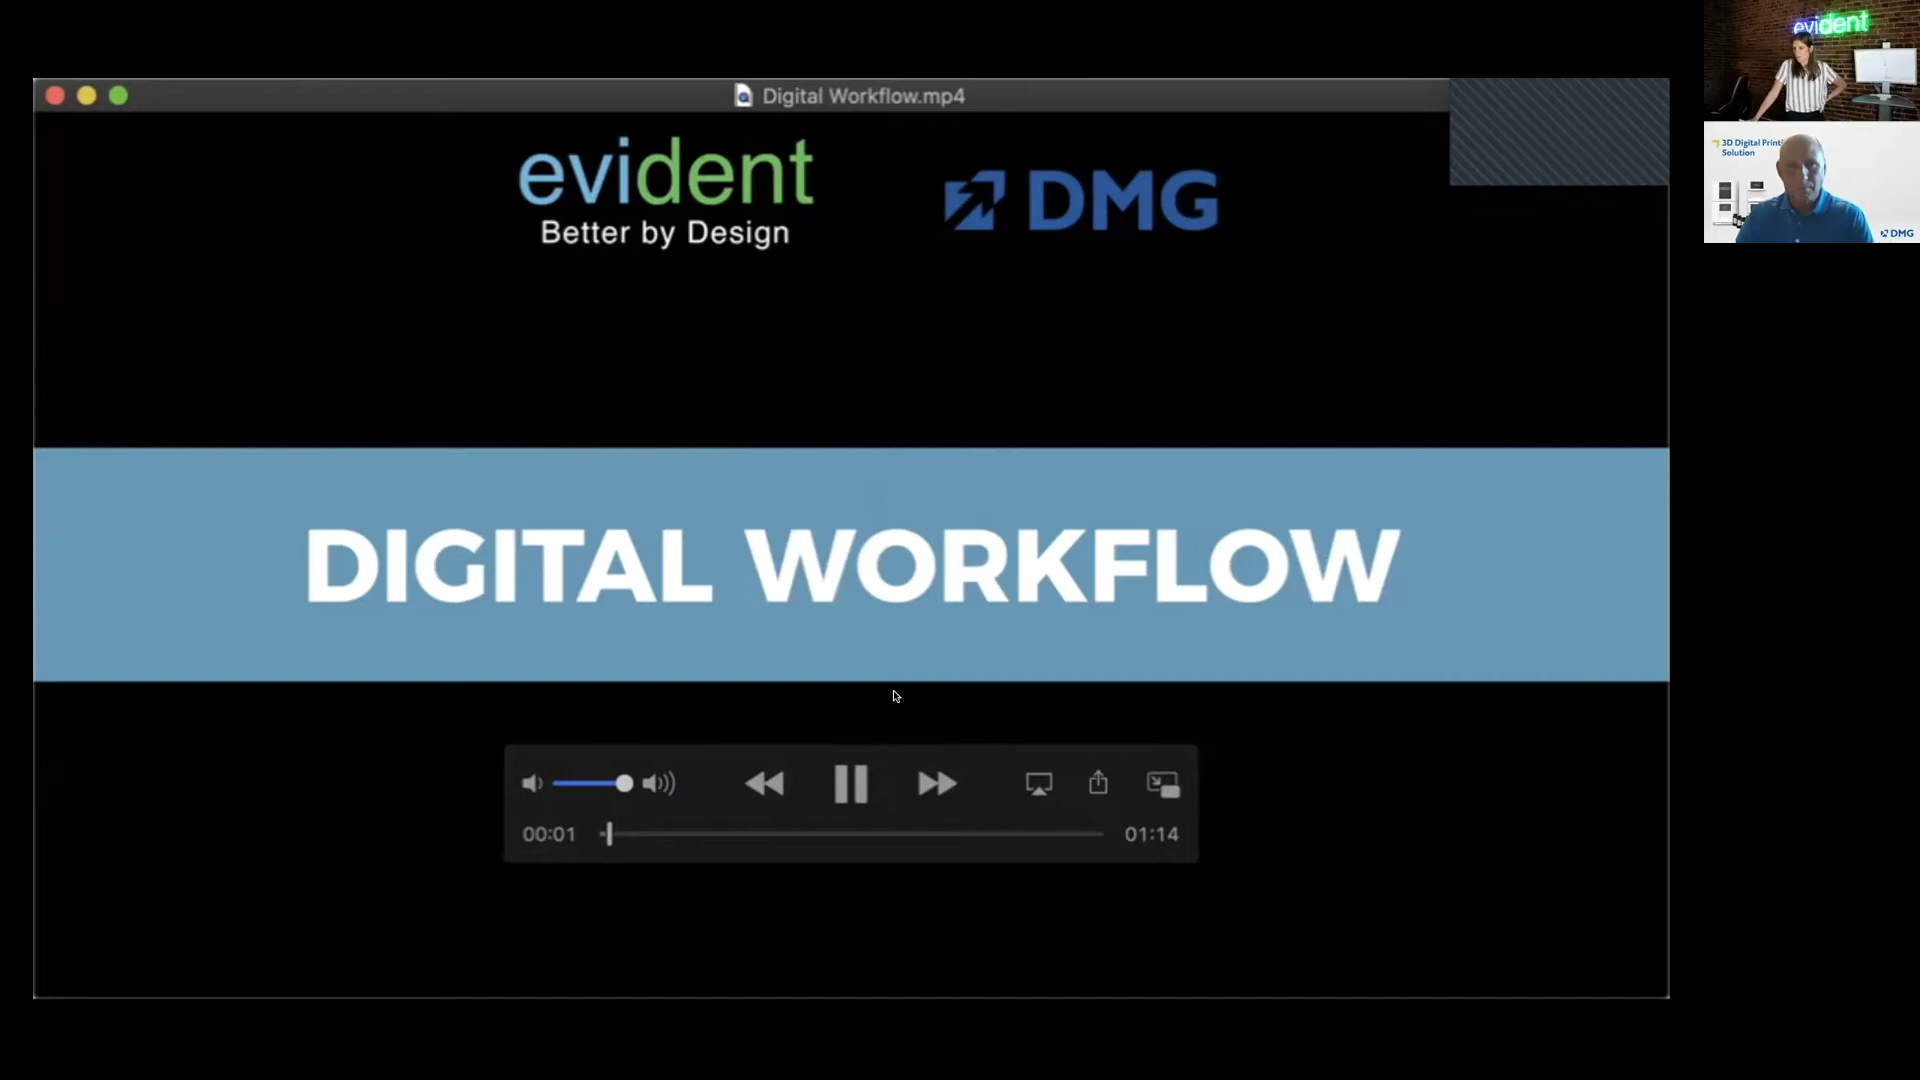 Digital Workflow.mp4
evident
Better by Design
DMG
DIGITAL WORKFLOW
00:01
01:14
evident
3D Digital Print
Solution
DMG